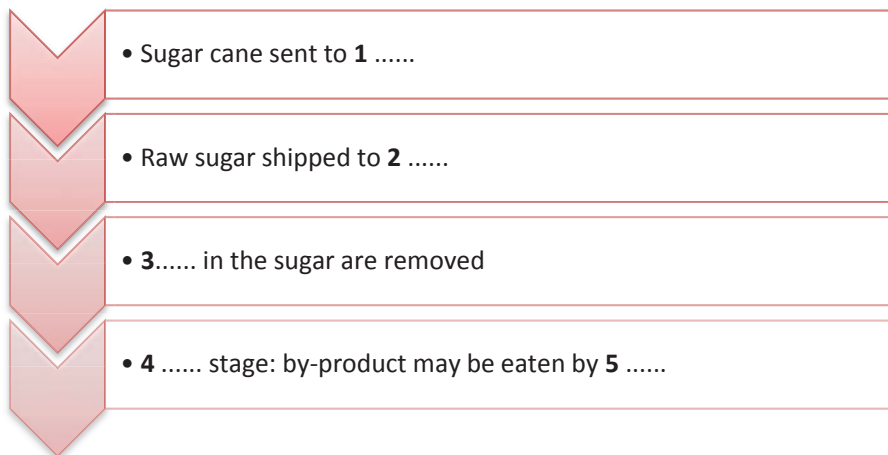 • Sugar cane sent to 1 ......
• Raw sugar shipped to 2 ......
• 3...... in the sugar are removed
• 4 ...... stage: by-product may be eaten by 5 ......